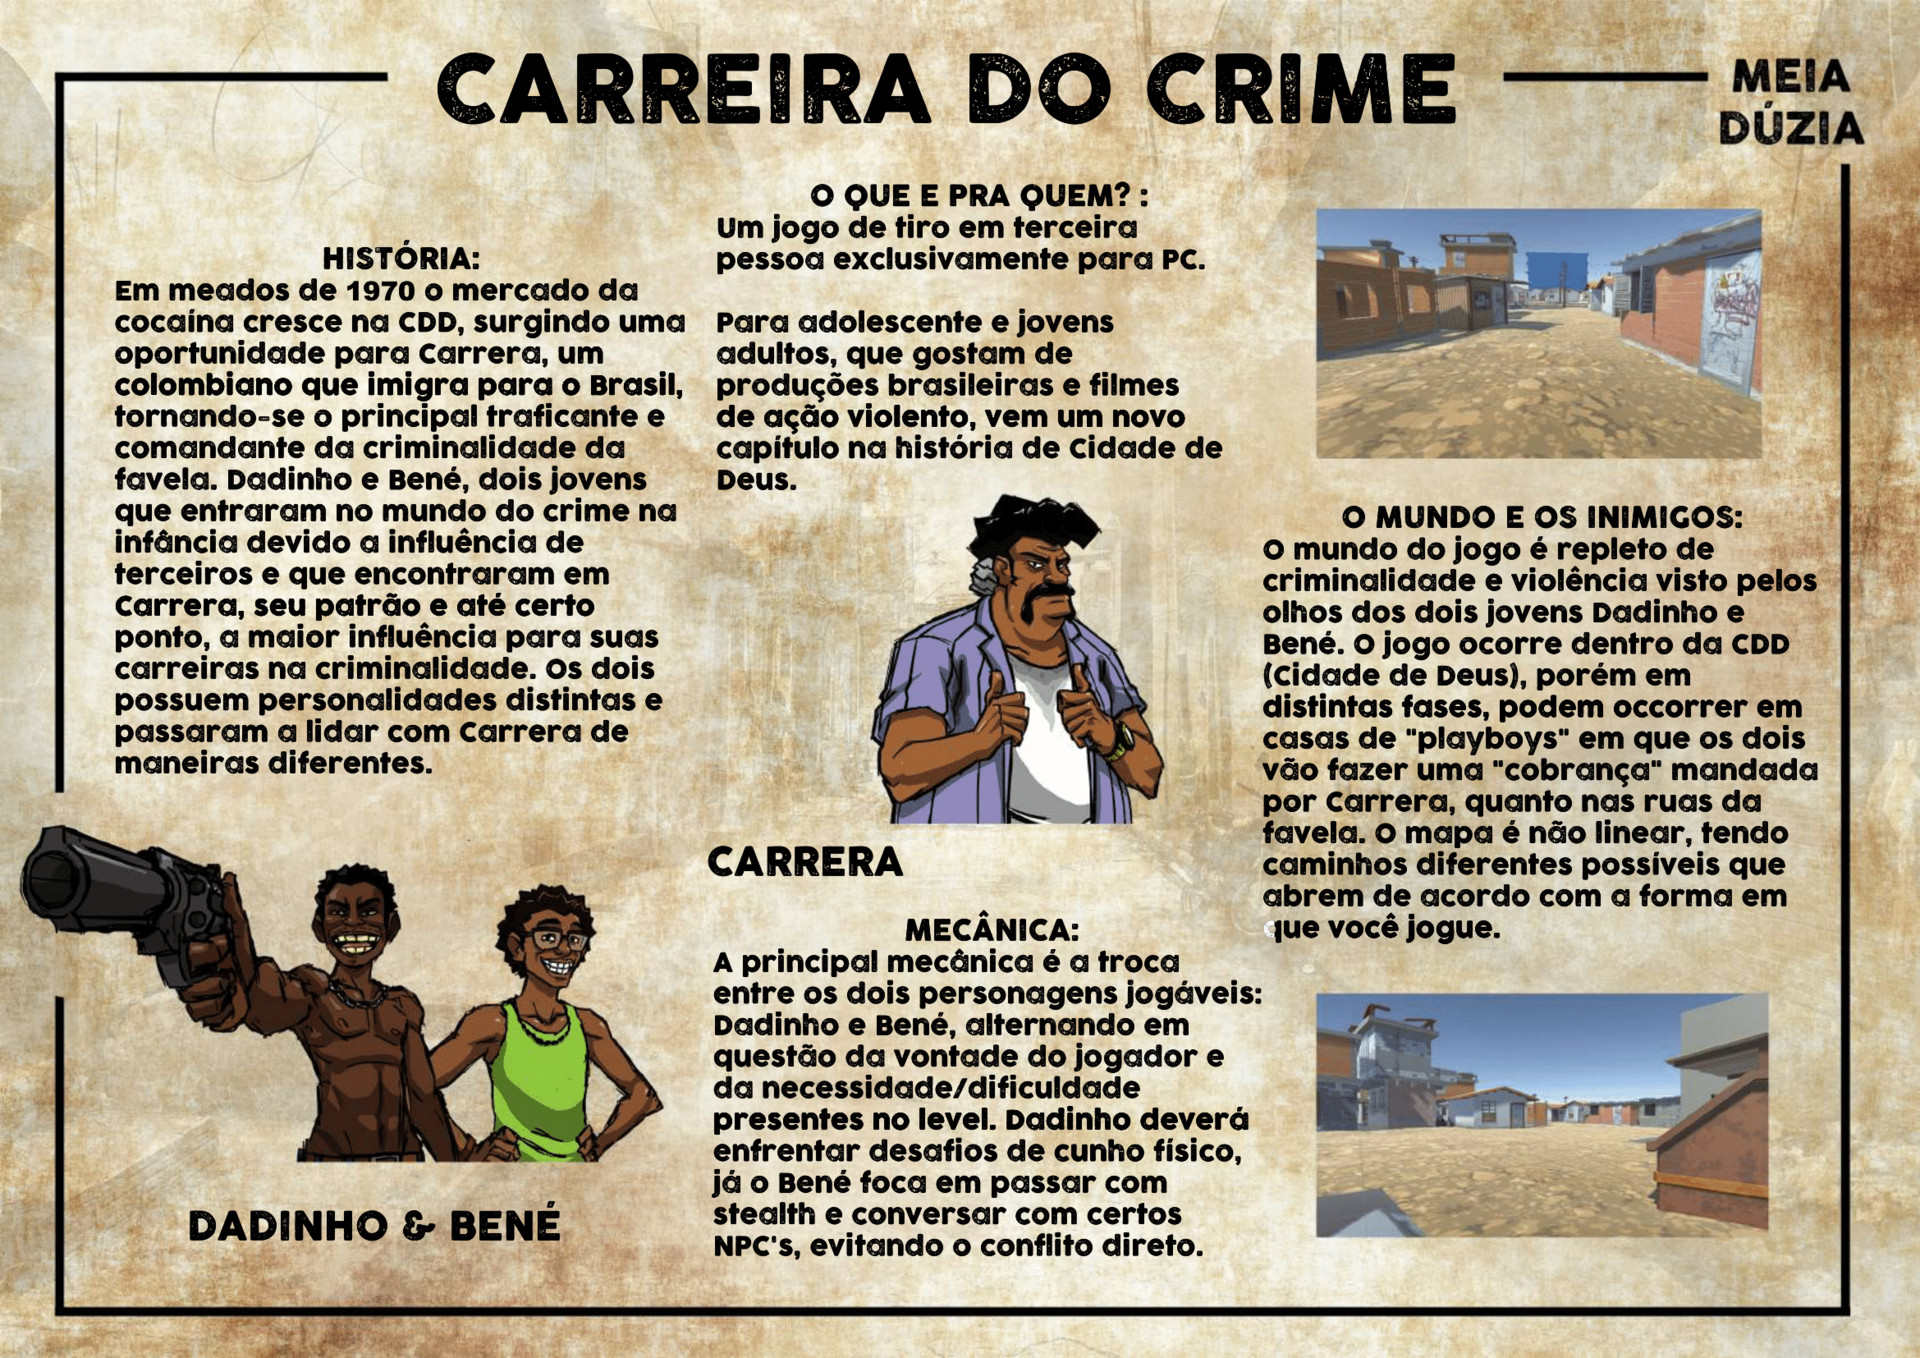 CARREIRA DO CRIME
MEIA
DÚZIA
HISTÓRIA:
Em meados de 1970 o mercado da
cocaína cresce na CDD, surgindo uma
oportunidade para Carrera, um
colombiano que imigra para o Brasil,
tornando-se o principal traficante e
comandante da criminalidade da
favela. Dadinho e Bené, dois jovens
que entraram no mundo do crime na
infância devido a influência de
terceiros e que encontraram em
Carrera, seu patrão e até certo
ponto, a maior influência para suas
carreiras na criminalidade. Os dois
possuem personalidades distintas e
passaram a lidar com Carrera de
maneiras diferentes.
DADINHO & BENÉ
O QUE E PRA QUEM? :
Um jogo de tiro em terceira
pessoa exclusivamente para PC.
Para adolescente e jovens
adultos, que gostam de
produções brasileiras e filmes
de ação violento, vem um novo
capítulo na história de Cidade de
Deus.
CARRERA
MECÂNICA:
A principal mecânica é a troca
entre os dois personagens jogáveis:
Dadinho e Bené, alternando em
questão da vontade do jogador e
da necessidade/dificuldade
presentes no level. Dadinho deverá
enfrentar desafios de cunho físico,
já o Bené foca em passar com
stealth e conversar com certos
NPC's, evitando o conflito direto.
O MUNDO E OS INIMIGOS:
O mundo do jogo é repleto de
criminalidade e violência visto pelos
olhos dos dois jovens Dadinho e
Bené. O jogo ocorre dentro da CDD
(Cidade de Deus), porém em
distintas fases, podem occorrer em
casas de "playboys" em que os dois
vão fazer uma "cobrança" mandada
por Carrera, quanto nas ruas da
favela. O mapa é não linear, tendo
caminhos diferentes possíveis que
abrem de acordo com a forma em
que você jogue.